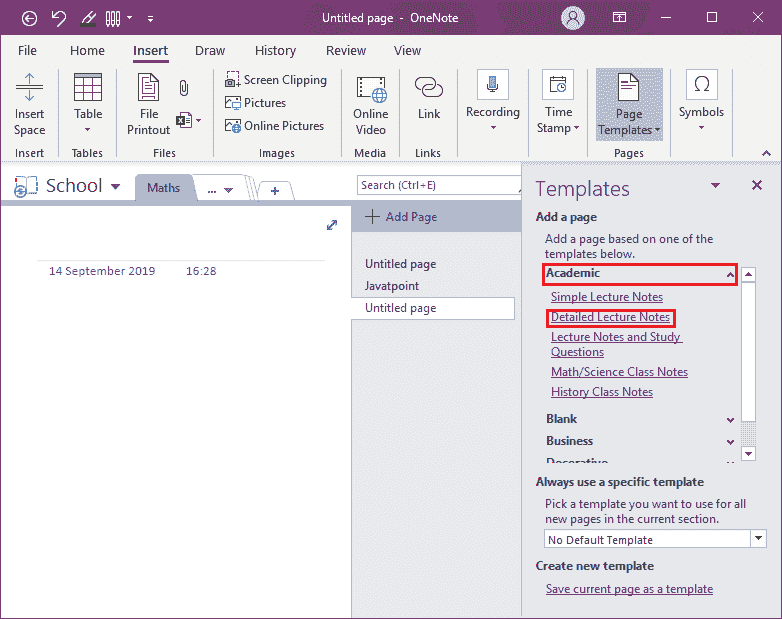 Untitled page - OneNote
File Home Insert Draw History Review View
Insert Space
Table
File Printout
Screen Clipping
Pictures
Online Pictures
Online Video
Link
Recording
Time Stamp
Page Templates
Symbols
Insert Tables Files Images Media Links Pages
School Maths ...
Search (Ctrl+E)
Add Page
14 September 2019 16:28
Untitled page
Javatpoint
Untitled page
Templates
Add a page
Add a page based on one of the
templates below.
Academic
Simple Lecture Notes
Detailed Lecture Notes
Lecture Notes and Study
Questions
Math/Science Class Notes
History Class Notes
Blank
Business
Decorative
Always use a specific template
Pick a template you want to use for all
new pages in the current section.
No Default Template
Create new template
Save current page as a template